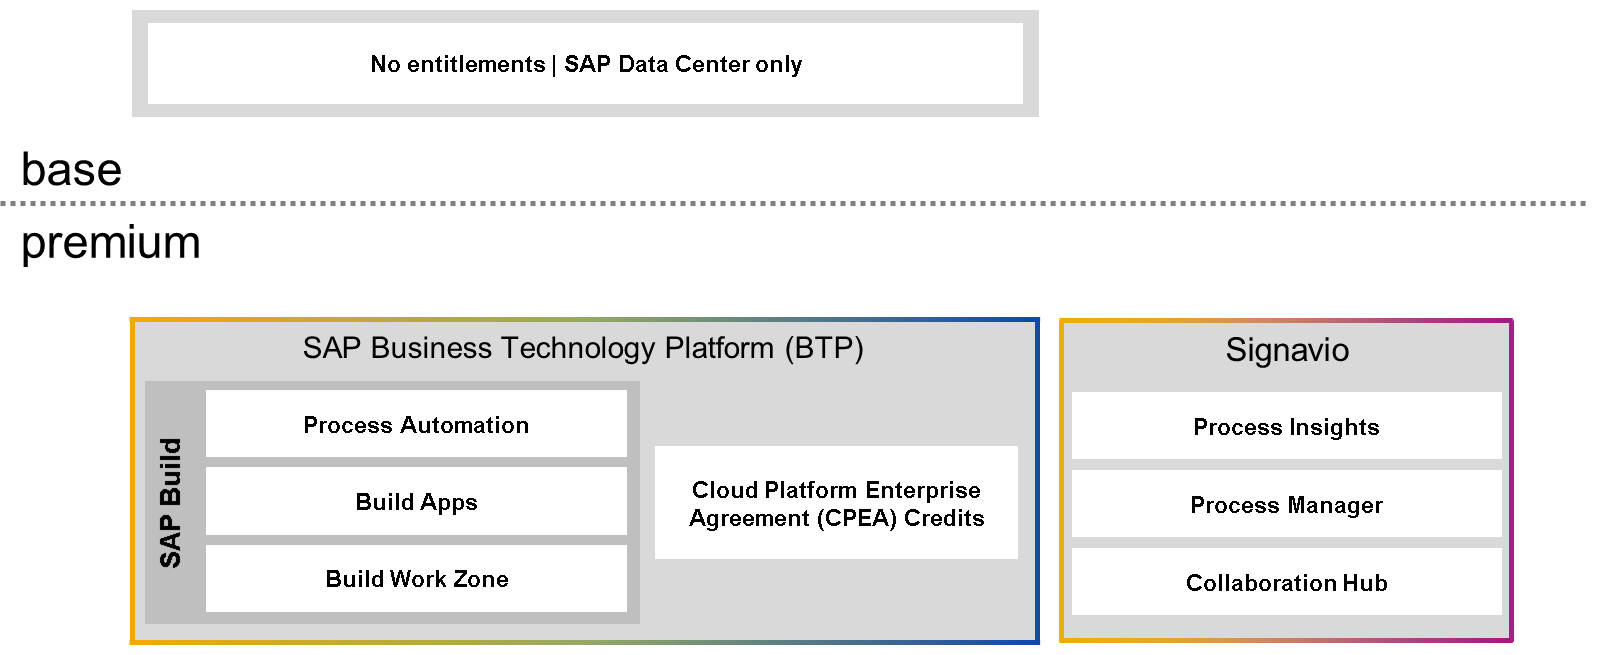 No entitlements | SAP Data Center only
base
premium
SAP Business Technology Platform (BTP)
SAP Build
Process Automation
Build Apps
Build Work Zone
Cloud Platform Enterprise
Agreement (CPEA) Credits
Signavio
Process Insights
Process Manager
Collaboration Hub